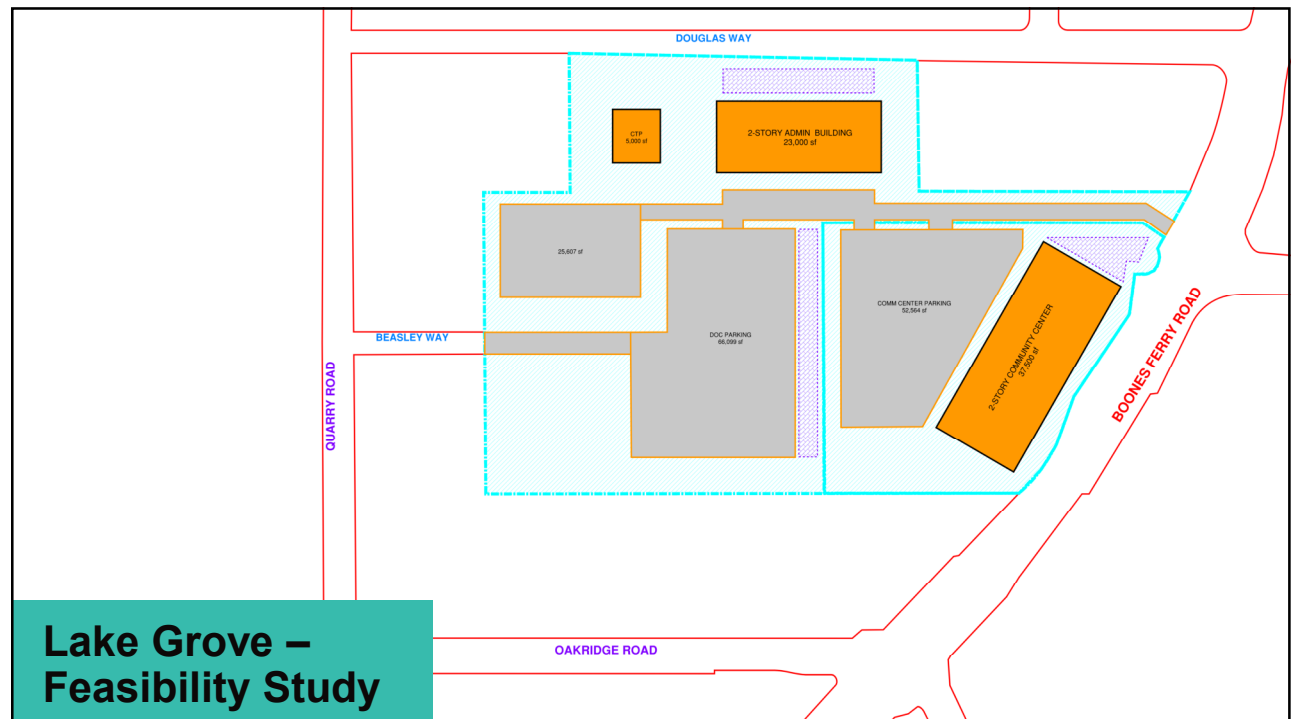 DOUGLAS WAY
CTP
5,000 sf
2-STORY ADMIN BUILDING
23,000 sf
25,607 sf
BEASLEY WAY
DOC PARKING
66,099 sf
COMM CENTER PARKING
52,564 sf
2-STORY COMMUNITY CENTER
37,500 sf
BOONES FERRY ROAD
QUARRY ROAD
OAKRIDGE ROAD
Lake Grove –
Feasibility Study